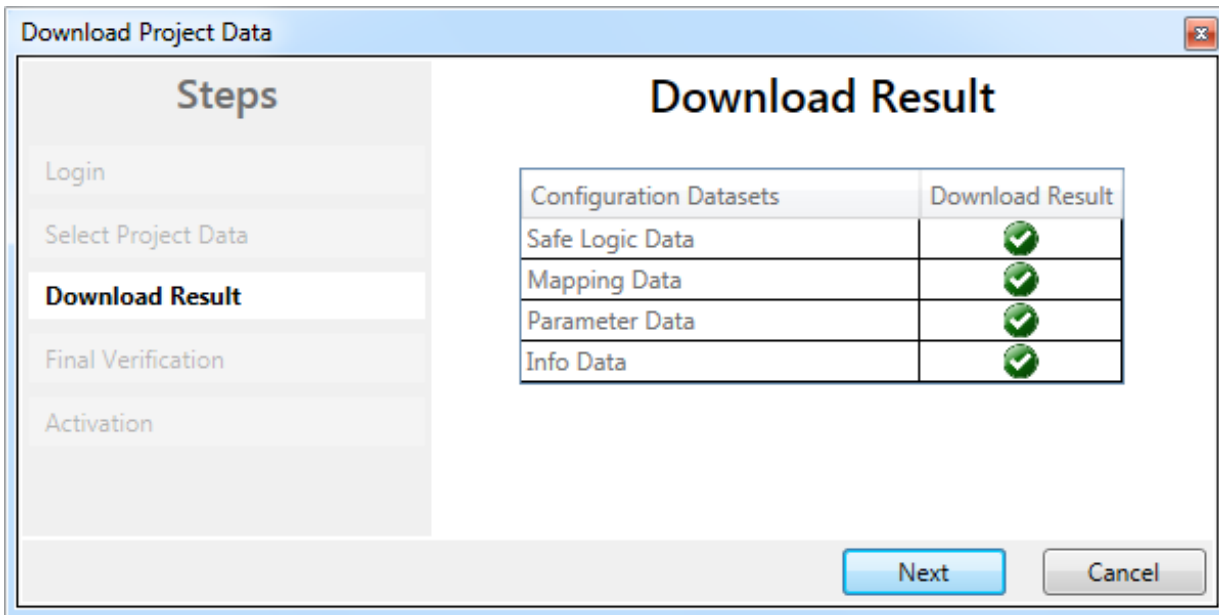 Download Project Data
Steps
Login
Select Project Data
Download Result
Final Verification
Activation
Download Result
Configuration Datasets Download Result
Safe Logic Data
Mapping Data
Parameter Data
Info Data
Next Cancel